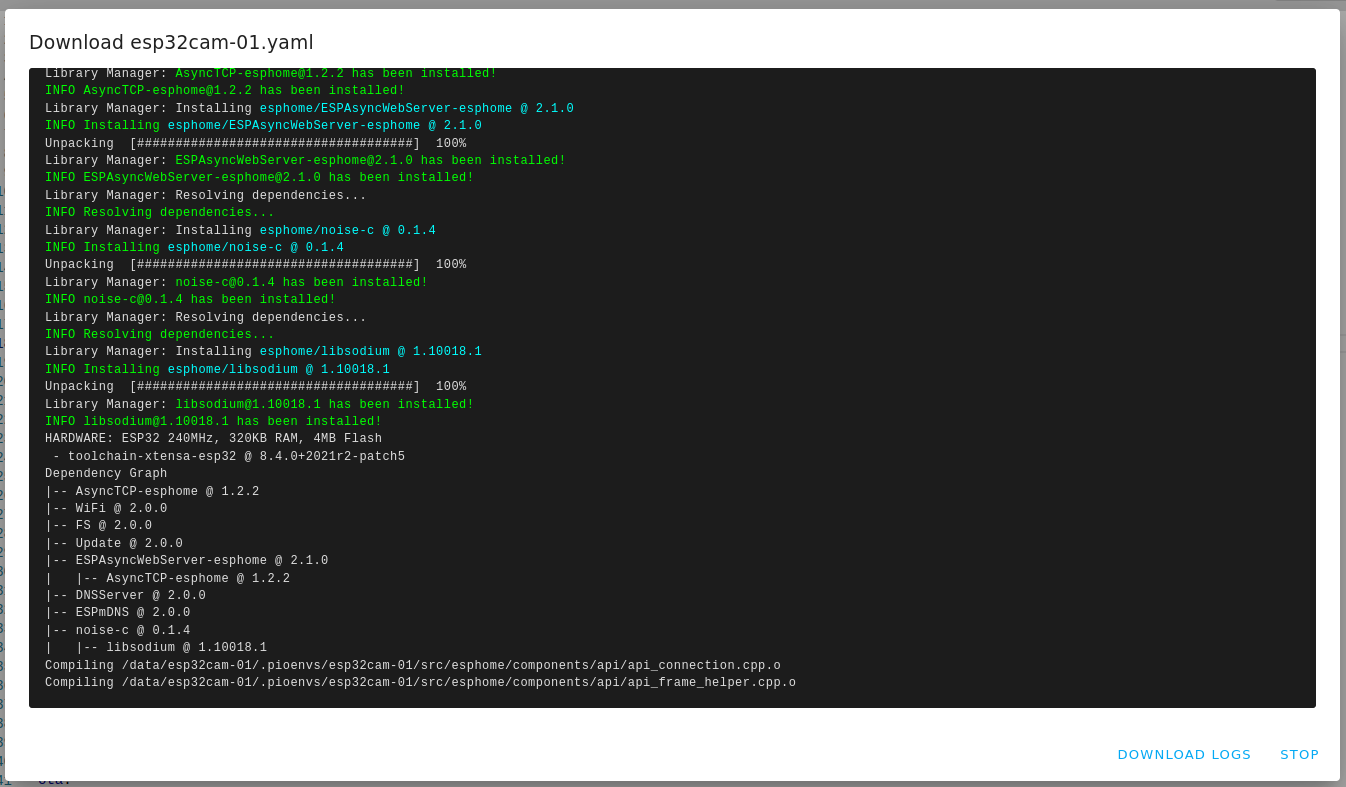 Download esp32cam-01.yaml
Library Manager: AsyncTCP-esphome@1.2.2 has been installed!
INFO AsyncTCP-esphome@1.2.2 has been installed!
Library Manager: Installing esphome/ESPAsyncWebServer-esphome @ 2.1.0
INFO Installing esphome/ESPAsyncWebServer-esphome @ 2.1.0
Unpacking  [####################################]  100%
Library Manager: ESPAsyncWebServer-esphome@2.1.0 has been installed!
INFO ESPAsyncWebServer-esphome@2.1.0 has been installed!
Library Manager: Resolving dependencies...
INFO Resolving dependencies...
Library Manager: Installing esphome/noise-c @ 0.1.4
INFO Installing esphome/noise-c @ 0.1.4
Unpacking  [####################################]  100%
Library Manager: noise-c@0.1.4 has been installed!
INFO noise-c@0.1.4 has been installed!
Library Manager: Resolving dependencies...
INFO Resolving dependencies...
Library Manager: Installing esphome/libsodium @ 1.10018.1
INFO Installing esphome/libsodium @ 1.10018.1
Unpacking  [####################################]  100%
Library Manager: libsodium@1.10018.1 has been installed!
INFO libsodium@1.10018.1 has been installed!
HARDWARE: ESP32 240MHz, 320KB RAM, 4MB Flash
 - toolchain-xtensa-esp32 @ 8.4.0+2021r2-patch5
Dependency Graph
|-- AsyncTCP-esphome @ 1.2.2
|-- WiFi @ 2.0.0
|-- FS @ 2.0.0
|-- Update @ 2.0.0
|-- ESPAsyncWebServer-esphome @ 2.1.0
|   |-- AsyncTCP-esphome @ 1.2.2
|-- DNSServer @ 2.0.0
|-- ESPmDNS @ 2.0.0
|-- noise-c @ 0.1.4
|   |-- libsodium @ 1.10018.1
Compiling /data/esp32cam-01/.pioenvs/esp32cam-01/src/esphome/components/api/api_connection.cpp.o
Compiling /data/esp32cam-01/.pioenvs/esp32cam-01/src/esphome/components/api/api_frame_helper.cpp.o
DOWNLOAD LOGS STOP